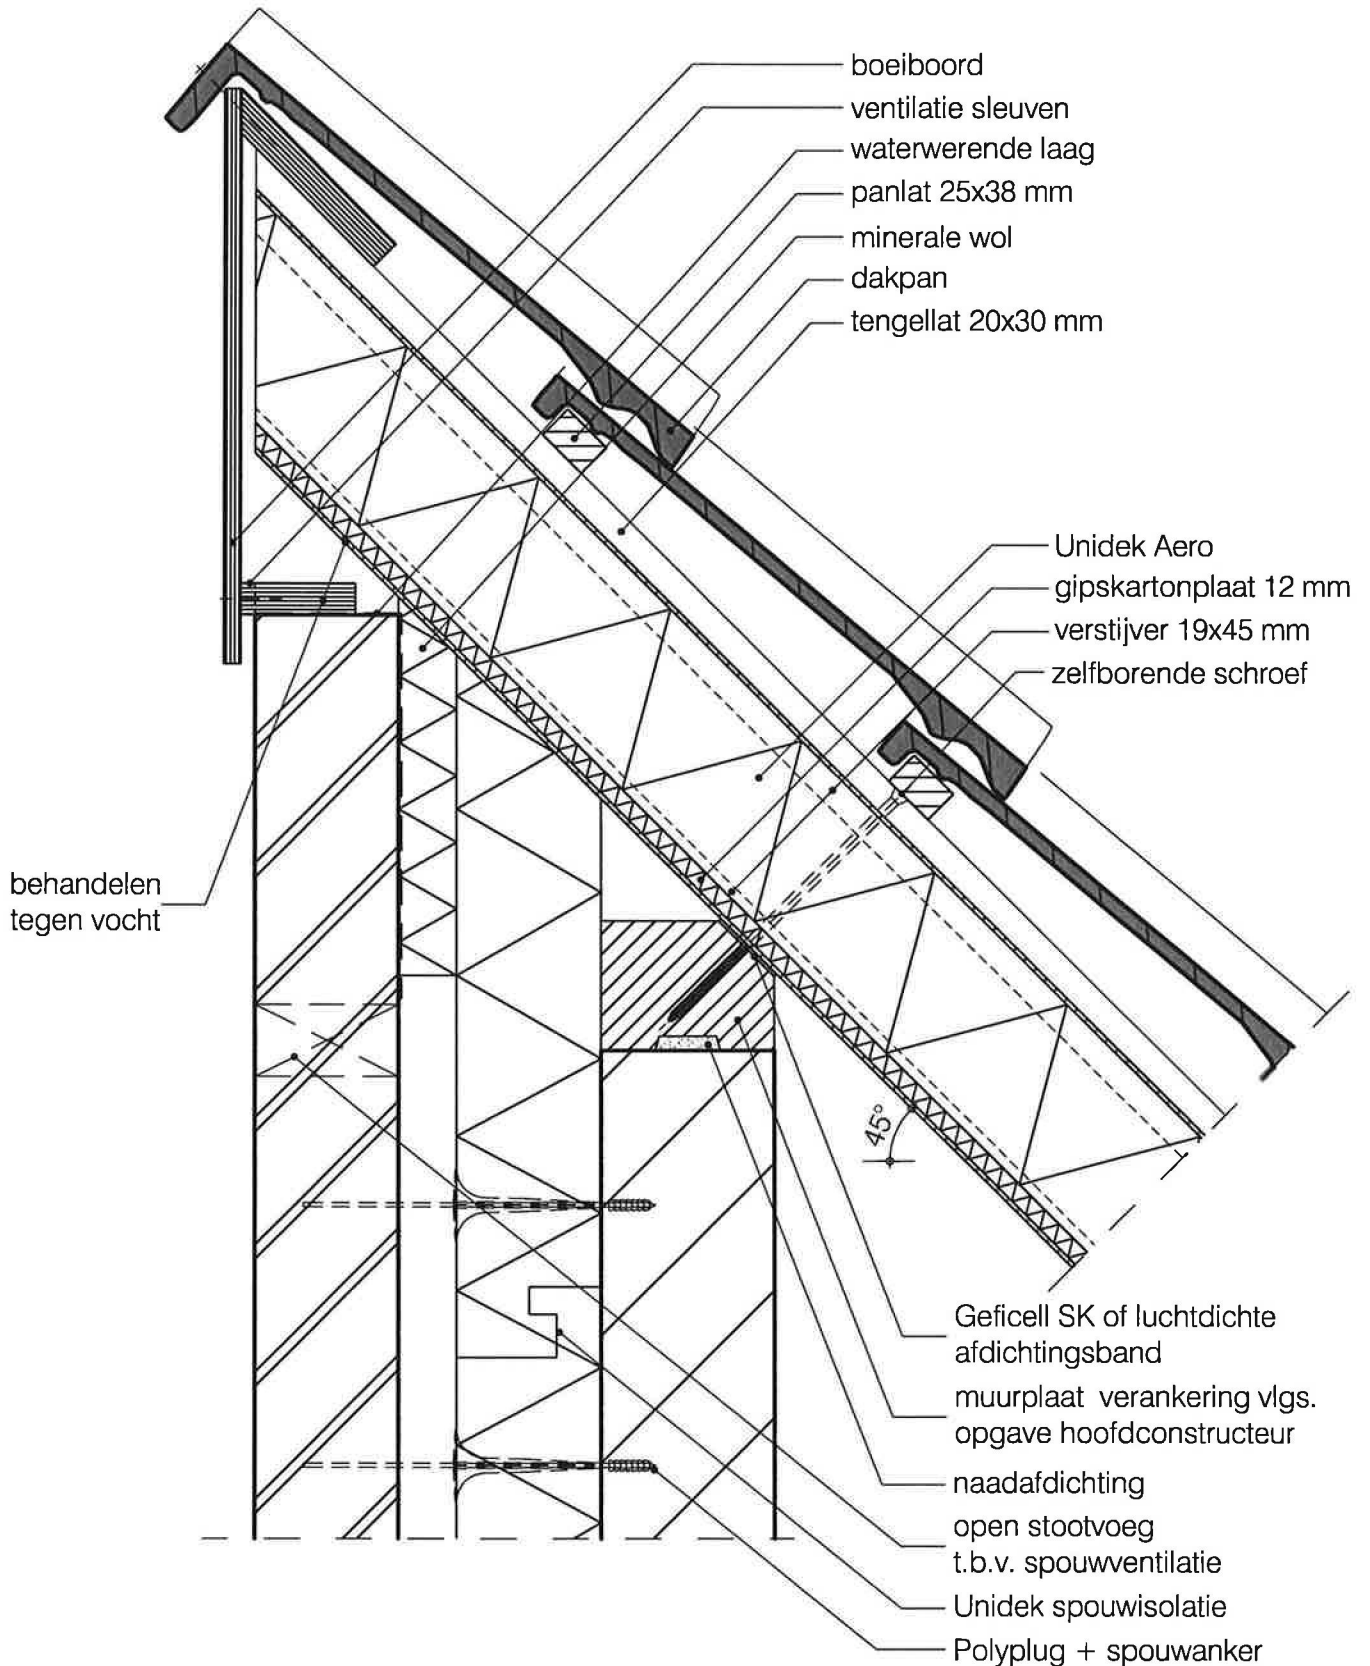 boeiboord
ventilatie sleuven
waterwerende laag
panlat 25x38 mm
minerale wol
dakpan
tengellat 20x30 mm
Unidek Aero
gipskartonplaat 12 mm
verstijver 19x45 mm
zelfborende schroef
behandelen
tegen vocht
45°
Geficell SK of luchtdichte
afdichtingsband
muurplaat verankering vlgs.
opgave hoofdconstructeur
naadafdichting
open stootvoeg
t.b.v. spouwventilatie
Unidek spouwisolatie
Polyplug + spouwanker